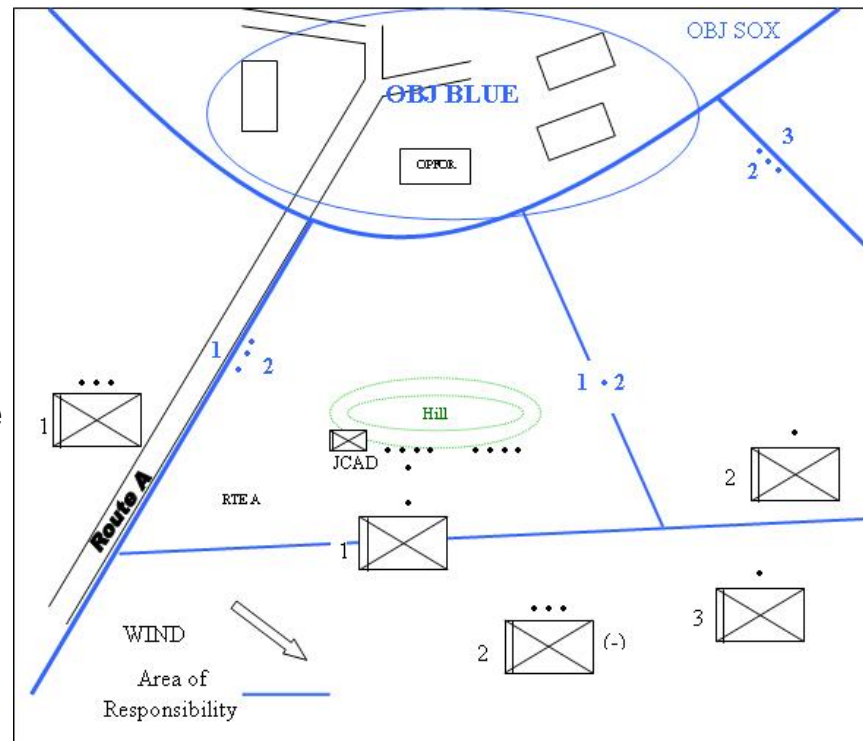 OBJ SOX
OBJ BLUE
3
2
OPFOR
1
2
1 2
1
Hill
JCAD
2
RTE A
Route A
1
3
2
(-)
WIND
Area of
Responsibility